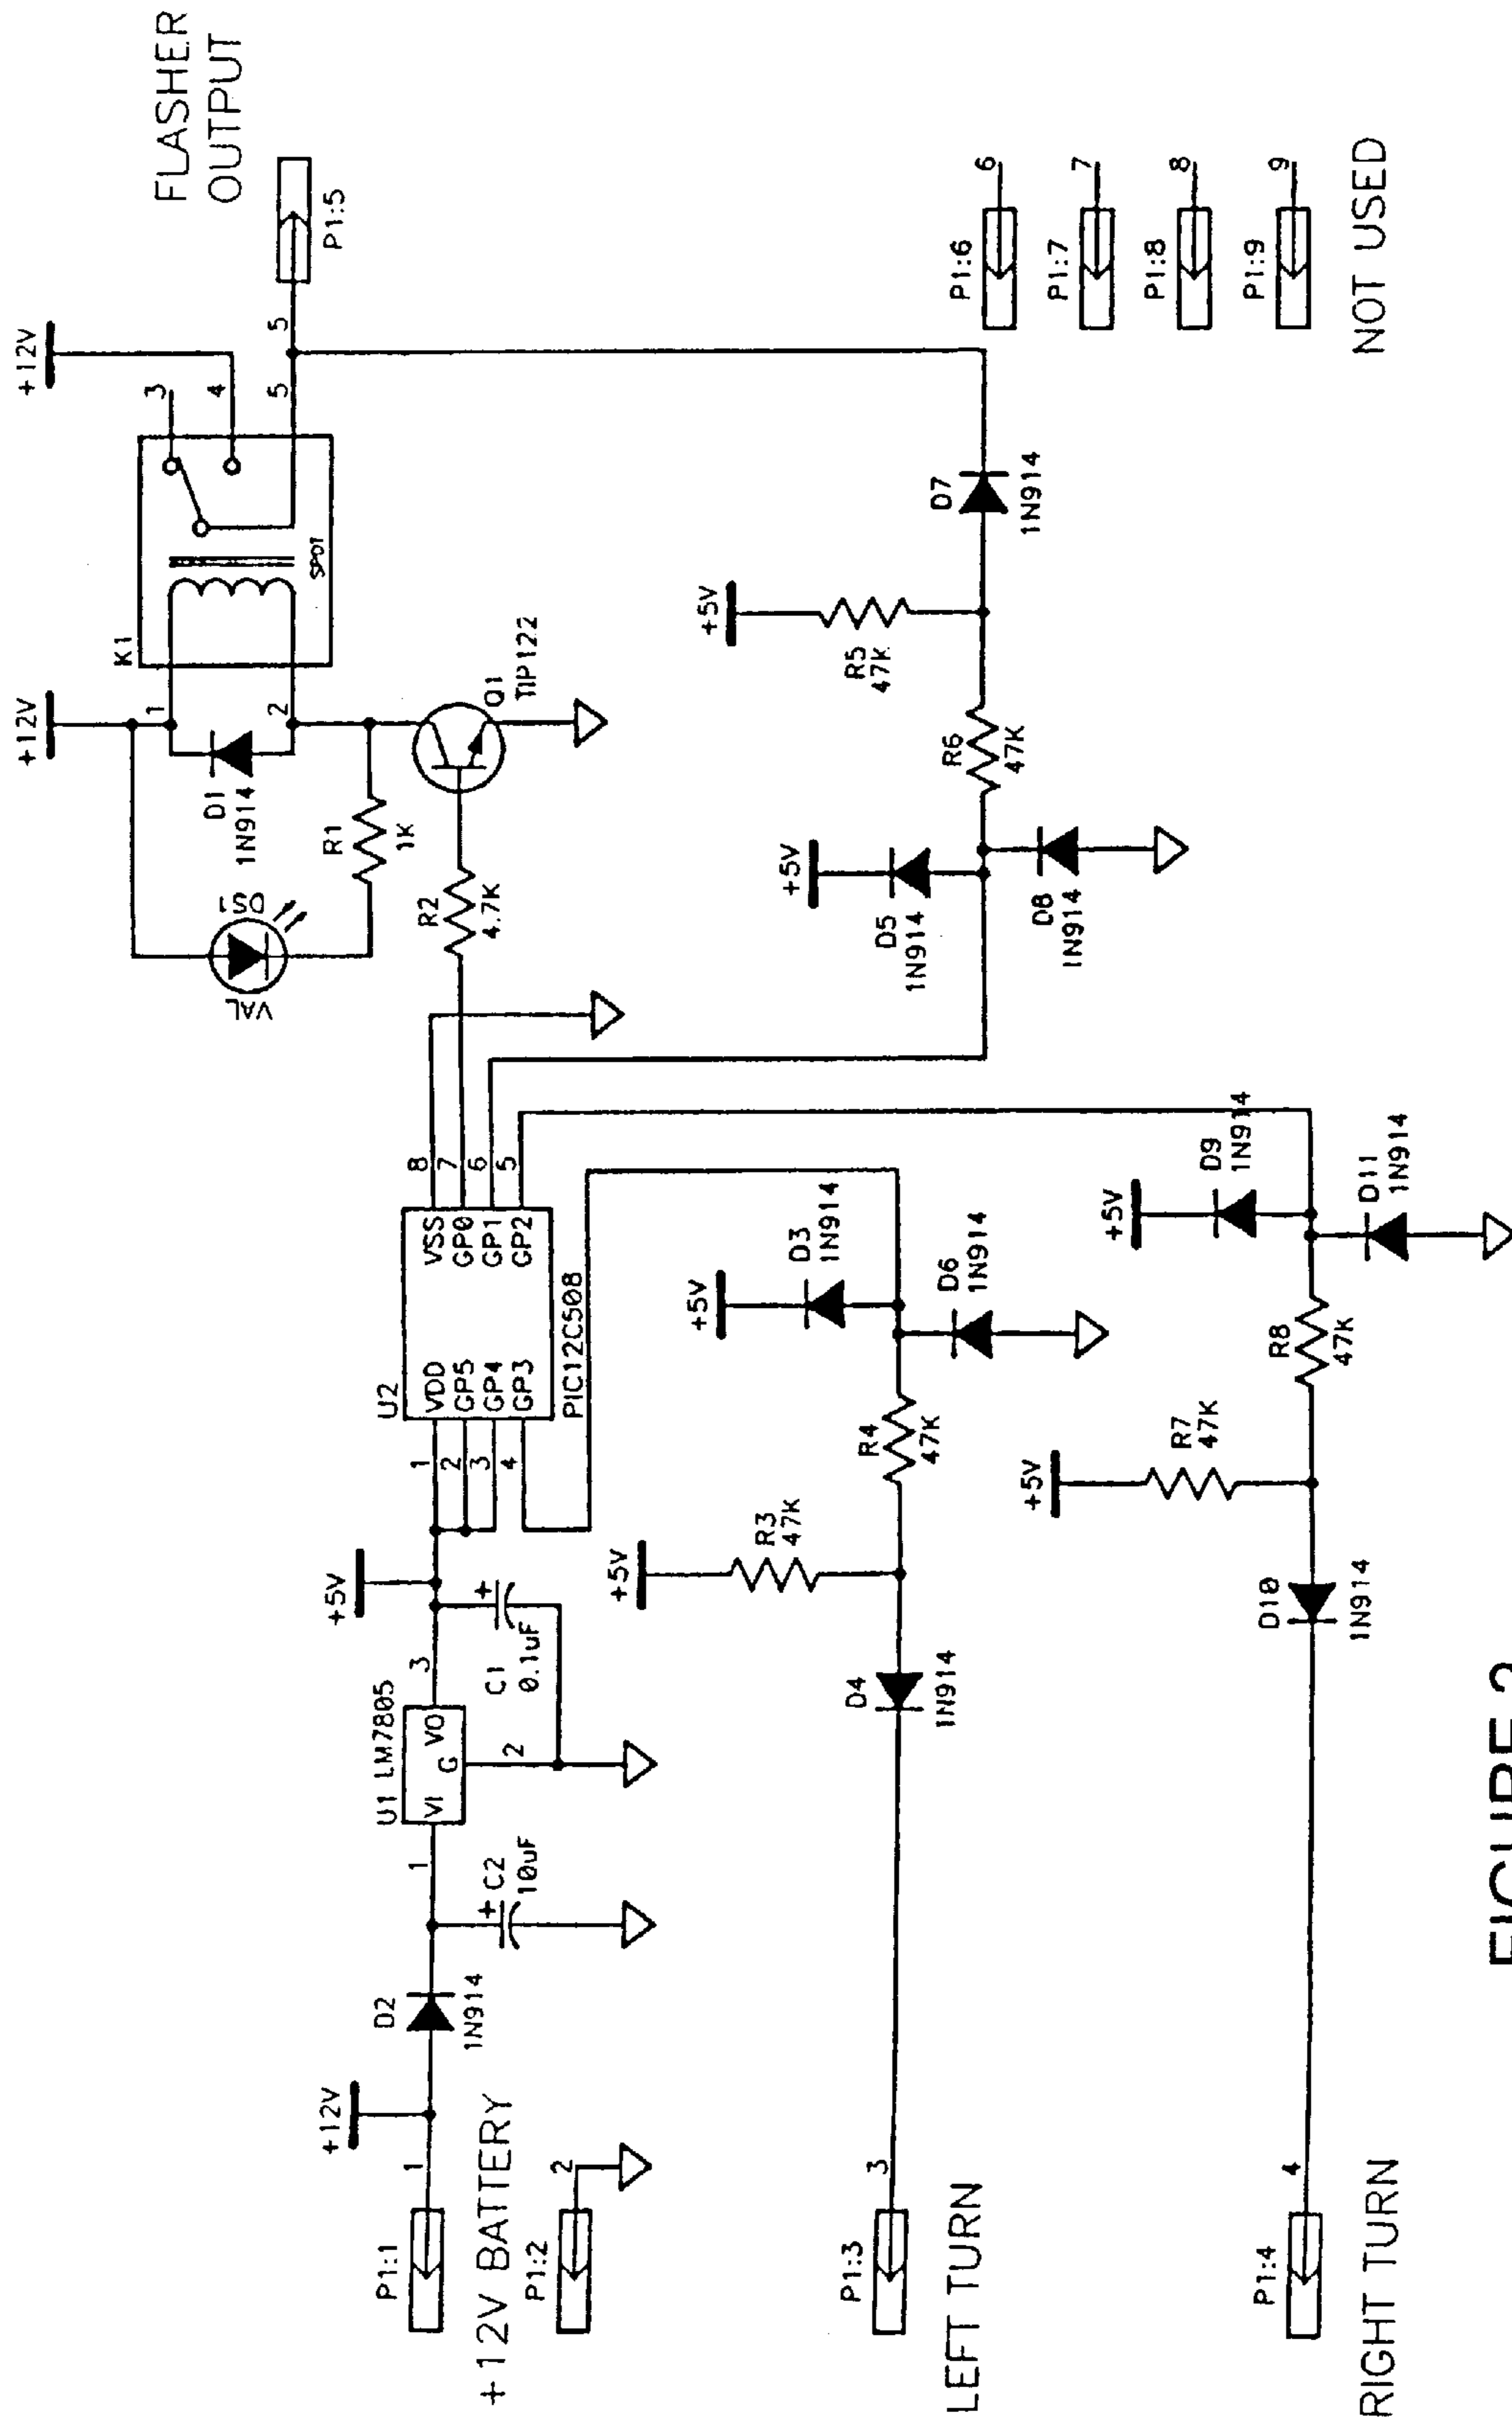 +12V BATTERY
P1:1
1
+12V
D2
1N914
C2
10uF
+
1
U1 LM7805
VI
VO
G
3
2
C1
0.1uF
+
+5V
P1:2
2
U2
VDD
GP5
GP4
GP3
VSS
GP0
GP1
GP2
1
2
3
4
8
7
6
5
PIC12C508
R2
4.7K
VAL
DS1
R1
1K
D1
1N914
+12V
K1
1
2
SPDT
3
4
5
+12V
5
P1:5
FLASHER
OUTPUT
Q1
TIP122
+5V
D5
1N914
D8
1N914
R6
47K
+5V
R5
47K
D7
1N914
P1:3
3
LEFT TURN
D4
1N914
+5V
R3
47K
R4
47K
+5V
D3
1N914
D6
1N914
P1:4
4
RIGHT TURN
D10
1N914
+5V
R7
47K
R8
47K
+5V
D9
1N914
D11
1N914
P1:6
6
P1:7
7
P1:8
8
P1:9
9
NOT USED